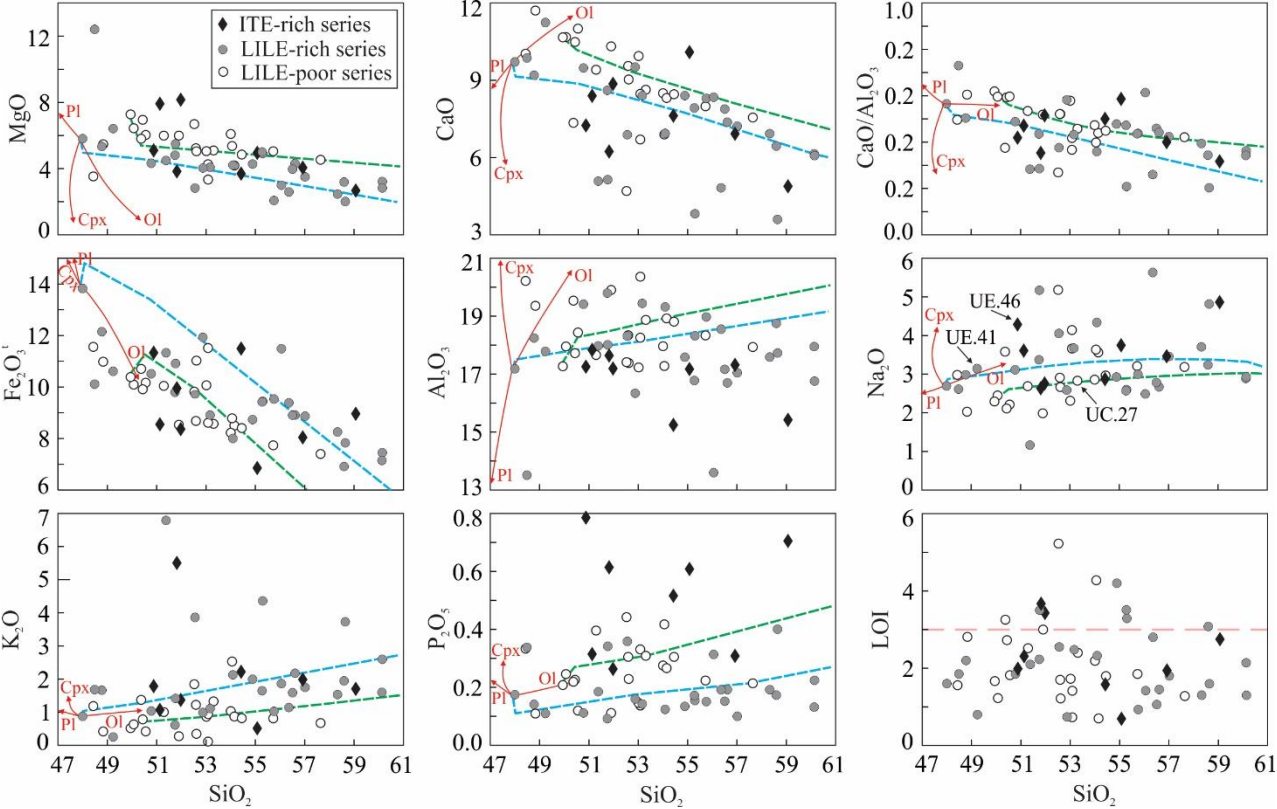 MgO
12
8
4
0
ITE-rich series
LILE-rich series
LILE-poor series
Pl
Cpx
Ol
CaO
12
9
6
3
Ol
Pl
Cpx
CaO/Al₂O₃
1.0
0.2
0.2
0.2
0.2
0.0
Pl
Ol
Cpx
Fe₂O₃ᵗ
14
12
10
8
6
Pl
Cpx
Ol
Al₂O₃
21
20
19
18
17
16
15
14
13
Cpx
Ol
Pl
Na₂O
6
5
4
3
2
1
0
UE.46
UE.41
UC.27
Cpx
Ol
Pl
K₂O
7
6
5
4
3
2
1
0
Cpx
Pl
Ol
47 49 51 53 55 57 59 61
SiO₂
P₂O₅
0.8
0.6
0.4
0.2
0.0
Cpx
Pl
Ol
47 49 51 53 55 57 59 61
SiO₂
LOI
6
4
2
0
47 49 51 53 55 57 59 61
SiO₂